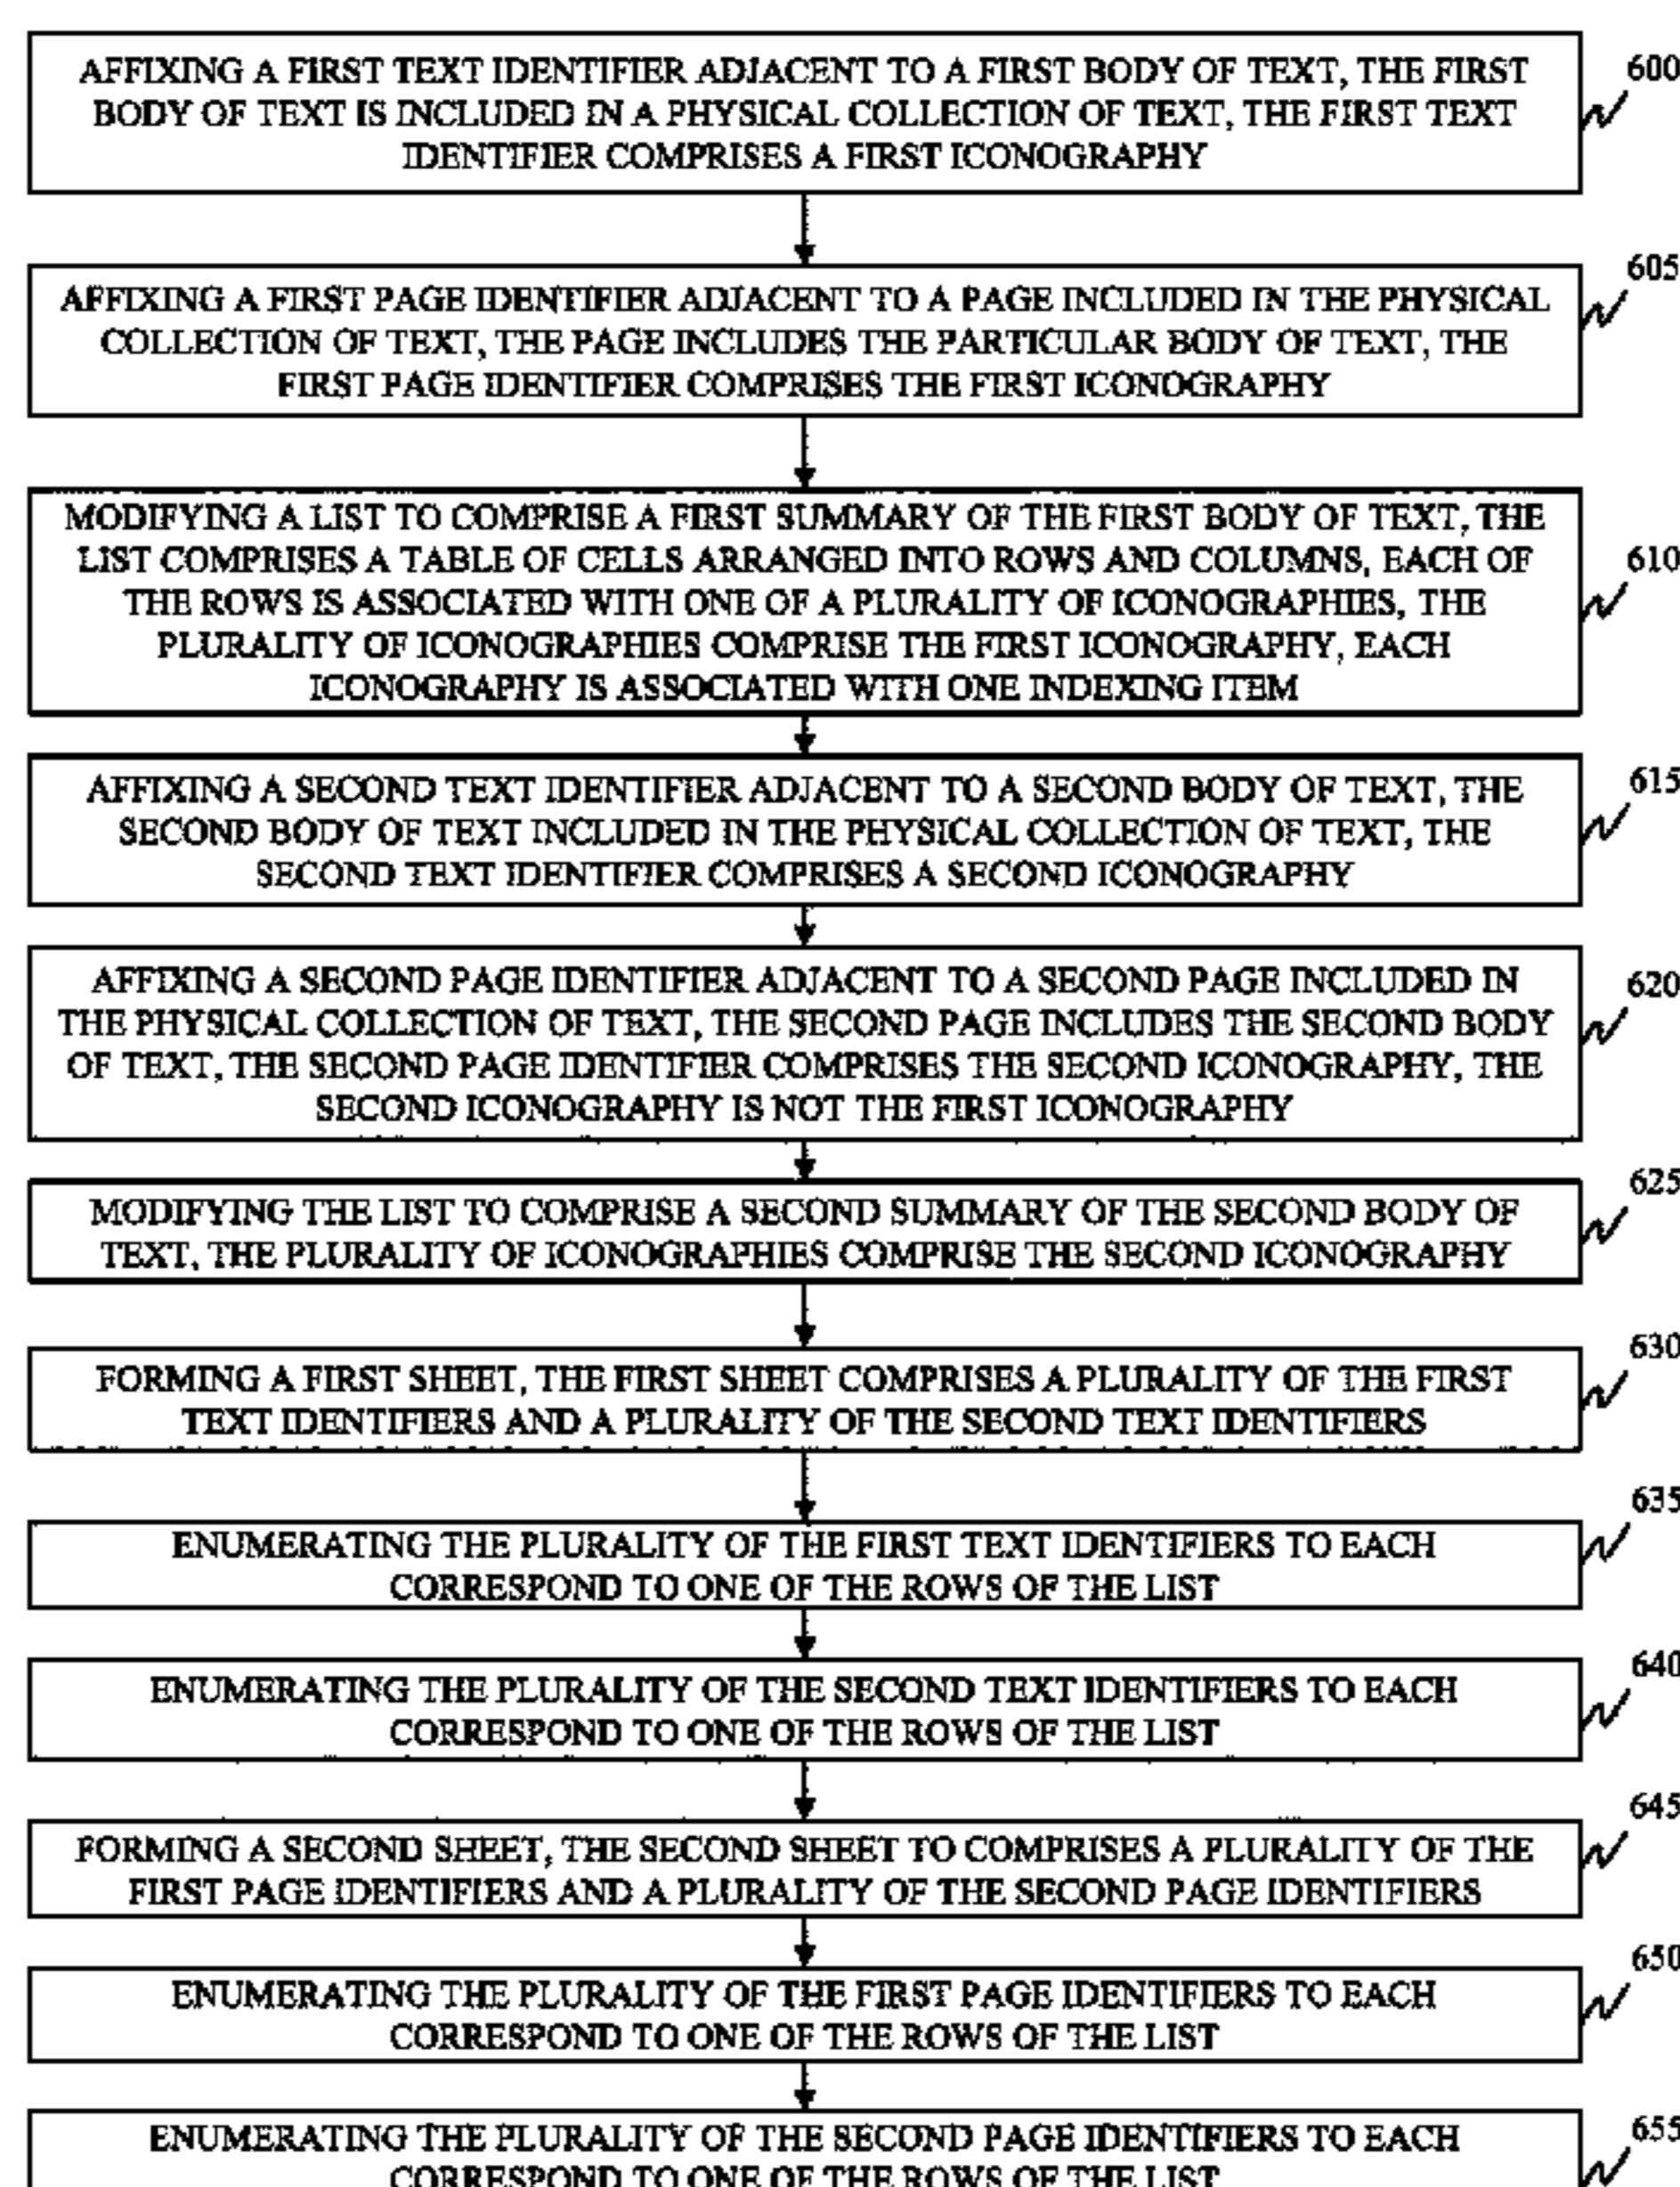 AFFIXING A FIRST TEXT IDENTIFIER ADJACENT TO A FIRST BODY OF TEXT, THE FIRST
BODY OF TEXT IS INCLUDED IN A PHYSICAL COLLECTION OF TEXT, THE FIRST TEXT
IDENTIFIER COMPRISES A FIRST ICONOGRAPHY
600
AFFIXING A FIRST PAGE IDENTIFIER ADJACENT TO A PAGE INCLUDED IN THE PHYSICAL
COLLECTION OF TEXT, THE PAGE INCLUDES THE PARTICULAR BODY OF TEXT, THE
FIRST PAGE IDENTIFIER COMPRISES THE FIRST ICONOGRAPHY
605
MODIFYING A LIST TO COMPRISE A FIRST SUMMARY OF THE FIRST BODY OF TEXT, THE
LIST COMPRISES A TABLE OF CELLS ARRANGED INTO ROWS AND COLUMNS, EACH OF
THE ROWS IS ASSOCIATED WITH ONE OF A PLURALITY OF ICONOGRAPHIES, THE
PLURALITY OF ICONOGRAPHIES COMPRISE THE FIRST ICONOGRAPHY, EACH
ICONOGRAPHY IS ASSOCIATED WITH ONE INDEXING ITEM
610
AFFIXING A SECOND TEXT IDENTIFIER ADJACENT TO A SECOND BODY OF TEXT, THE
SECOND BODY OF TEXT INCLUDED IN THE PHYSICAL COLLECTION OF TEXT, THE
SECOND TEXT IDENTIFIER COMPRISES A SECOND ICONOGRAPHY
615
AFFIXING A SECOND PAGE IDENTIFIER ADJACENT TO A SECOND PAGE INCLUDED IN
THE PHYSICAL COLLECTION OF TEXT, THE SECOND PAGE INCLUDES THE SECOND BODY
OF TEXT, THE SECOND PAGE IDENTIFIER COMPRISES THE SECOND ICONOGRAPHY, THE
SECOND ICONOGRAPHY IS NOT THE FIRST ICONOGRAPHY
620
MODIFYING THE LIST TO COMPRISE A SECOND SUMMARY OF THE SECOND BODY OF
TEXT, THE PLURALITY OF ICONOGRAPHIES COMPRISE THE SECOND ICONOGRAPHY
625
FORMING A FIRST SHEET, THE FIRST SHEET COMPRISES A PLURALITY OF THE FIRST
TEXT IDENTIFIERS AND A PLURALITY OF THE SECOND TEXT IDENTIFIERS
630
ENUMERATING THE PLURALITY OF THE FIRST TEXT IDENTIFIERS TO EACH
CORRESPOND TO ONE OF THE ROWS OF THE LIST
635
ENUMERATING THE PLURALITY OF THE SECOND TEXT IDENTIFIERS TO EACH
CORRESPOND TO ONE OF THE ROWS OF THE LIST
640
FORMING A SECOND SHEET, THE SECOND SHEET TO COMPRISES A PLURALITY OF THE
FIRST PAGE IDENTIFIERS AND A PLURALITY OF THE SECOND PAGE IDENTIFIERS
645
ENUMERATING THE PLURALITY OF THE FIRST PAGE IDENTIFIERS TO EACH
CORRESPOND TO ONE OF THE ROWS OF THE LIST
650
ENUMERATING THE PLURALITY OF THE SECOND PAGE IDENTIFIERS TO EACH
CORRESPOND TO ONE OF THE ROWS OF THE LIST
655